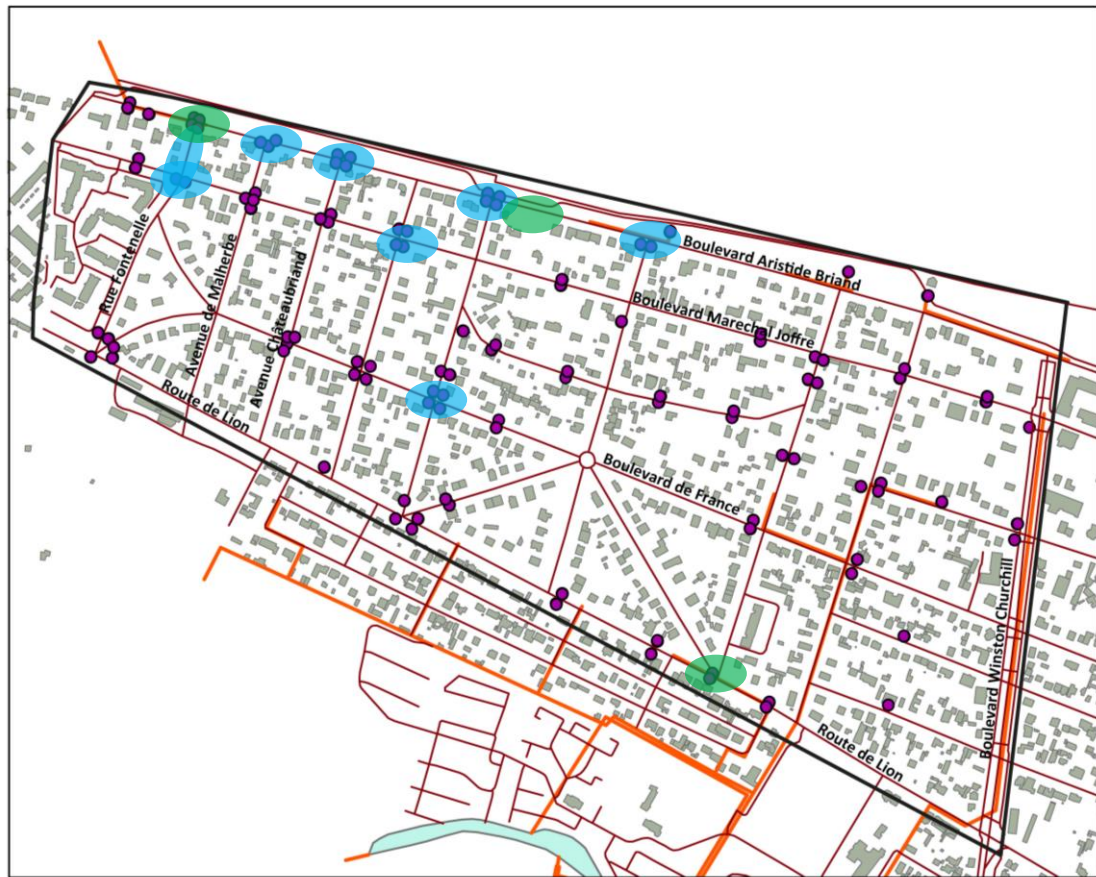 Boulevard Aristide Briand
Boulevard Marechal Joffre
Rue Fontenelle
Avenue de Malherbe
Avenue Châteaubriand
Route de Lion
Boulevard de France
Boulevard Winston Churchill
Route de Lion